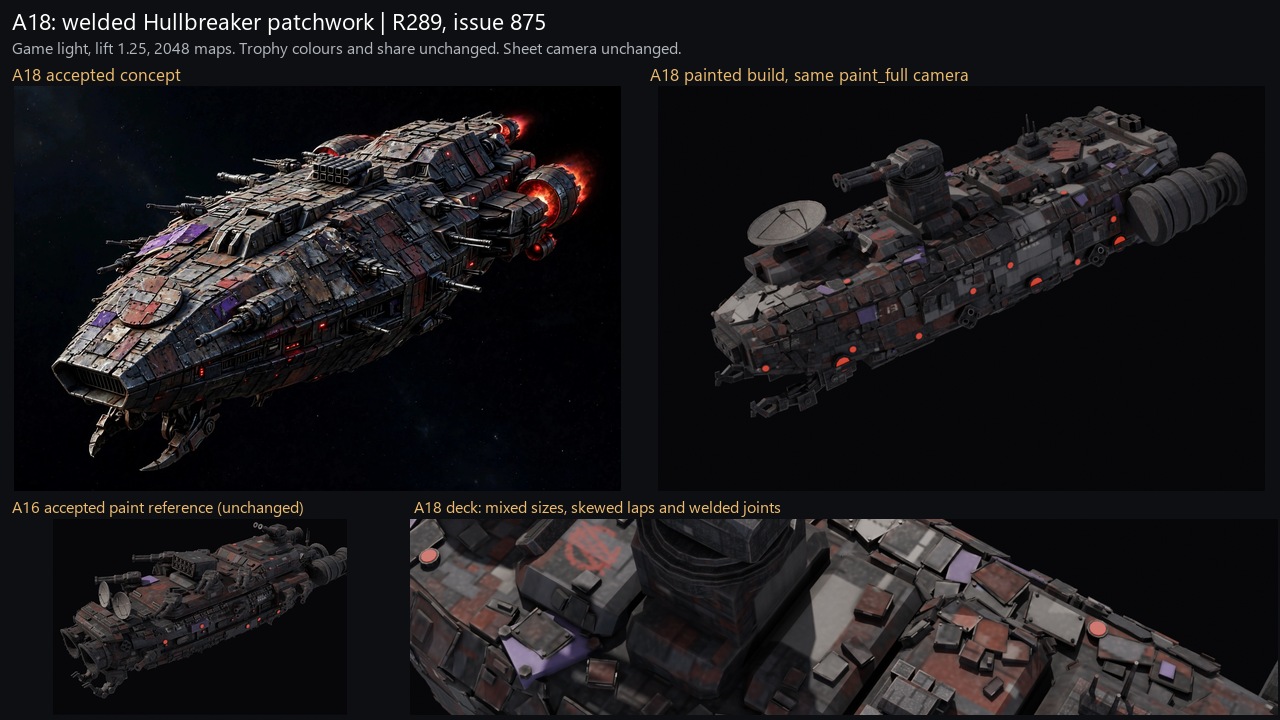 A18: welded Hullbreaker patchwork | R289, issue 875
Game light, lift 1.25, 2048 maps. Trophy colours and share unchanged. Sheet camera unchanged.
A18 accepted concept
A18 painted build, same paint_full camera
A16 accepted paint reference (unchanged)
A18 deck: mixed sizes, skewed laps and welded joints